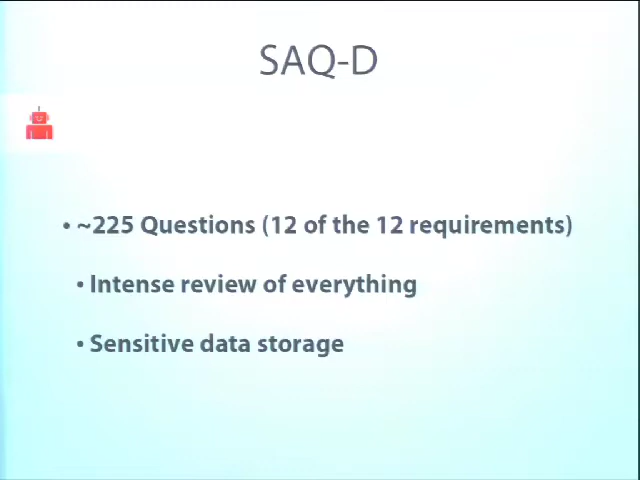 SAQ-D
• ~225 Questions (12 of the 12 requirements)
• Intense review of everything
• Sensitive data storage